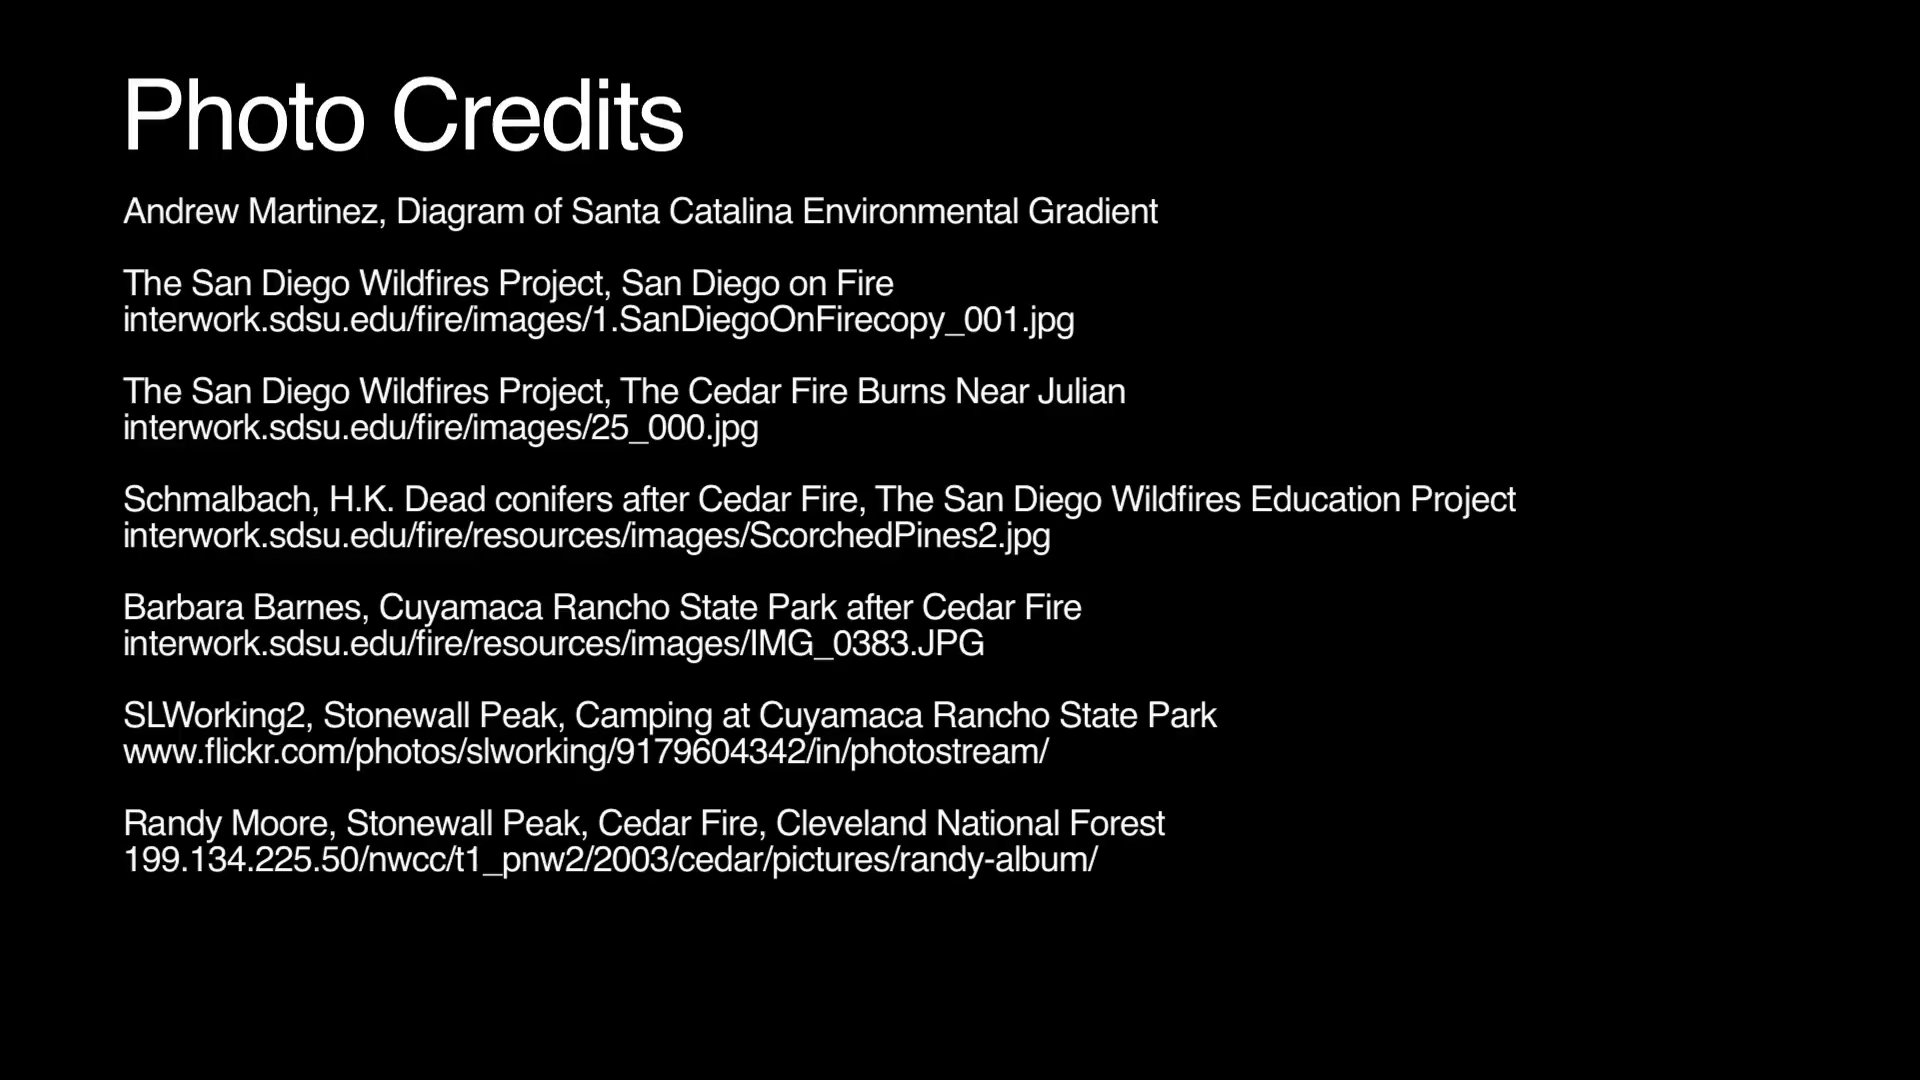 Photo Credits
Andrew Martinez, Diagram of Santa Catalina Environmental Gradient
The San Diego Wildfires Project, San Diego on Fire
interwork.sdsu.edu/fire/images/1.SanDiegoOnFirecopy_001.jpg
The San Diego Wildfires Project, The Cedar Fire Burns Near Julian
interwork.sdsu.edu/fire/images/25_000.jpg
Schmalbach, H.K. Dead conifers after Cedar Fire, The San Diego Wildfires Education Project
interwork.sdsu.edu/fire/resources/images/ScorchedPines2.jpg
Barbara Barnes, Cuyamaca Rancho State Park after Cedar Fire
interwork.sdsu.edu/fire/resources/images/IMG_0383.JPG
SLWorking2, Stonewall Peak, Camping at Cuyamaca Rancho State Park
www.flickr.com/photos/slworking/9179604342/in/photostream/
Randy Moore, Stonewall Peak, Cedar Fire, Cleveland National Forest
199.134.225.50/nwcc/t1_pnw2/2003/cedar/pictures/randy-album/